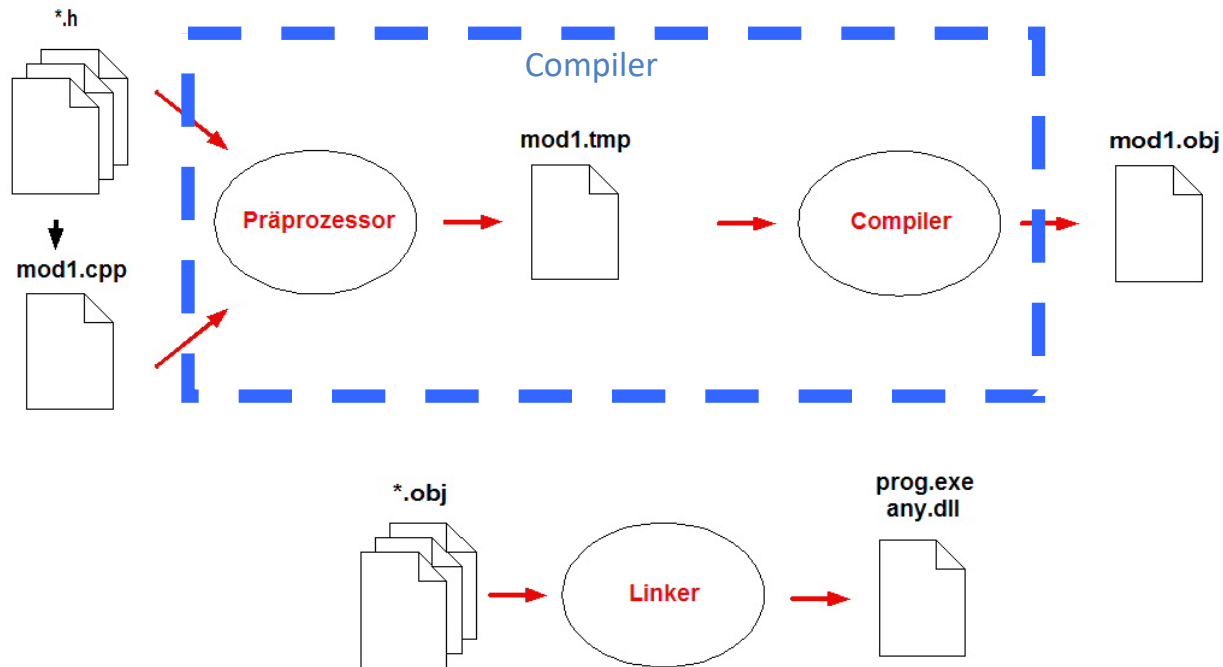 *.h
Compiler
mod1.tmp
mod1.obj
Präprozessor
Compiler
mod1.cpp
*.obj
prog.exe
any.dll
Linker